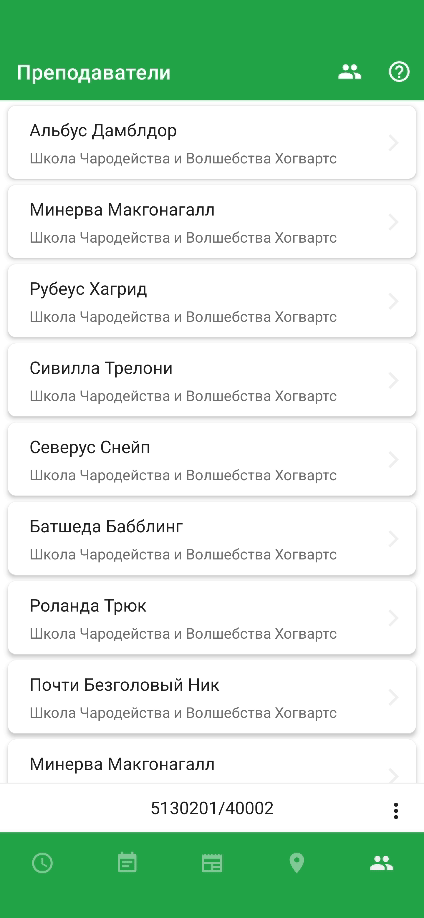 Преподаватели
Альбус Дамблдор
Школа Чародейства и Волшебства Хогвартс
Минерва Макгонагалл
Школа Чародейства и Волшебства Хогвартс
Рубеус Хагрид
Школа Чародейства и Волшебства Хогвартс
Сивилла Трелони
Школа Чародейства и Волшебства Хогвартс
Северус Снейп
Школа Чародейства и Волшебства Хогвартс
Батшеда Бабблинг
Школа Чародейства и Волшебства Хогвартс
Роланда Трюк
Школа Чародейства и Волшебства Хогвартс
Почти Безголовый Ник
Школа Чародейства и Волшебства Хогвартс
Минерва Макгонагалл
5130201/40002